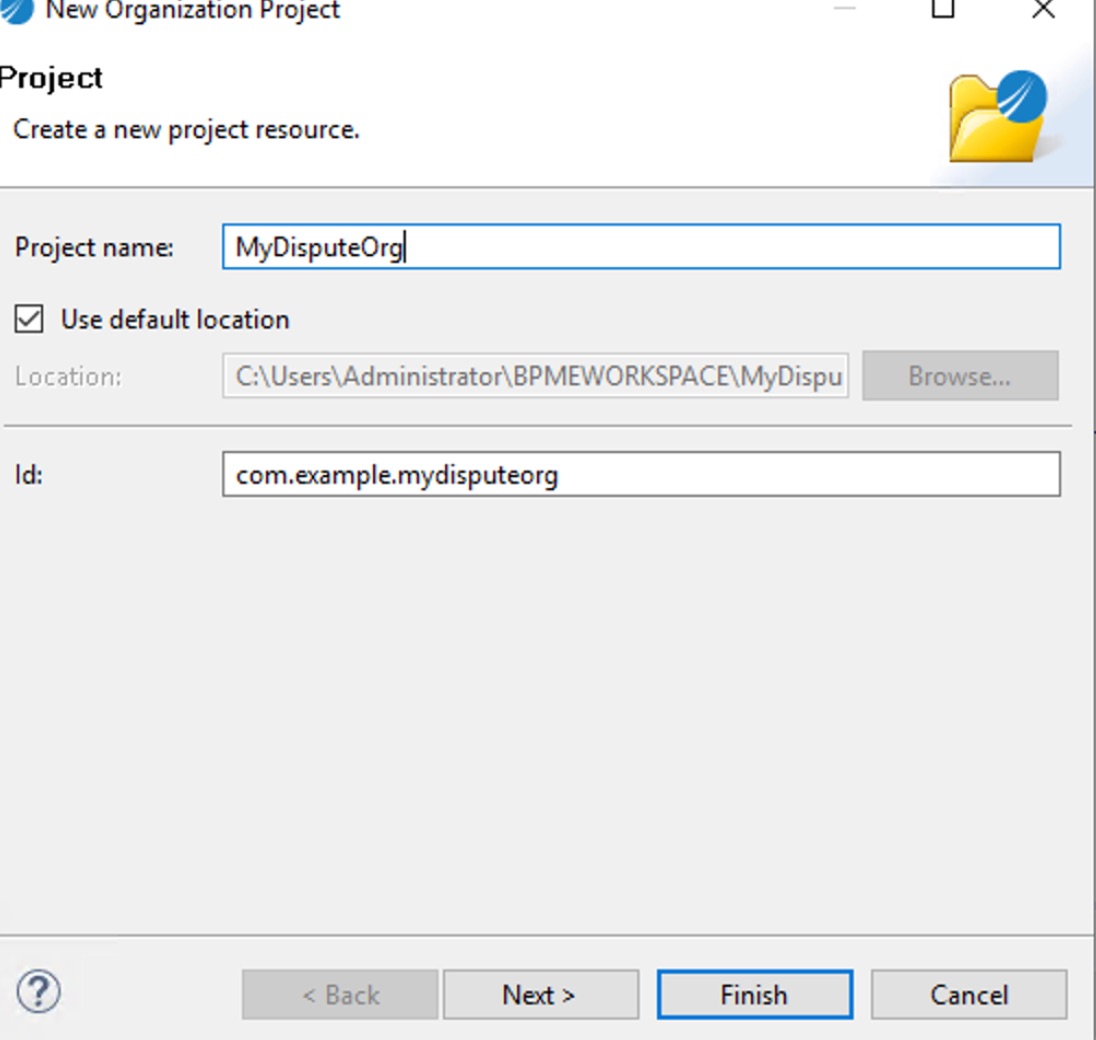 New Organization Project
Project
Create a new project resource.
Project name: MyDisputeOrg
Use default location
Location: C:\Users\Administrator\BPMEWORKSPACE\MyDispu Browse...
Id: com.example.mydisputeorg
? < Back Next > Finish Cancel